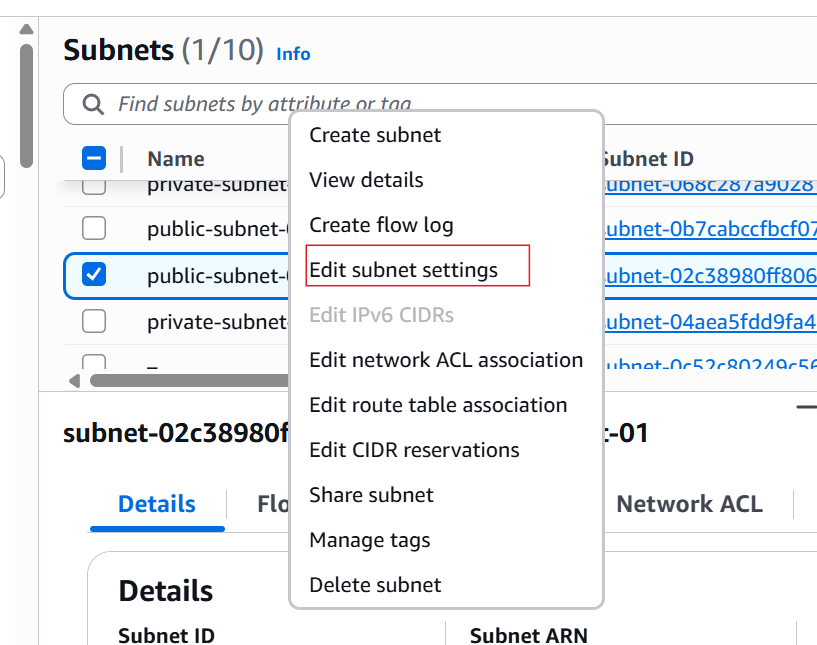 Subnets (1/10) Info
Find subnets by attribute or tag
Name
Subnet ID
private-subnet-
subnet-068c287a9028
public-subnet-
subnet-0b7cabccfbcf07
public-subnet-
subnet-02c38980ff806
private-subnet-
subnet-04aea5fdd9fa4
–
subnet-0c52c80249c56
Create subnet
View details
Create flow log
Edit subnet settings
Edit IPv6 CIDRs
Edit network ACL association
Edit route table association
Edit CIDR reservations
Share subnet
Manage tags
Delete subnet
subnet-02c38980f
-01
Details
Flo
Network ACL
Details
Subnet ID
Subnet ARN